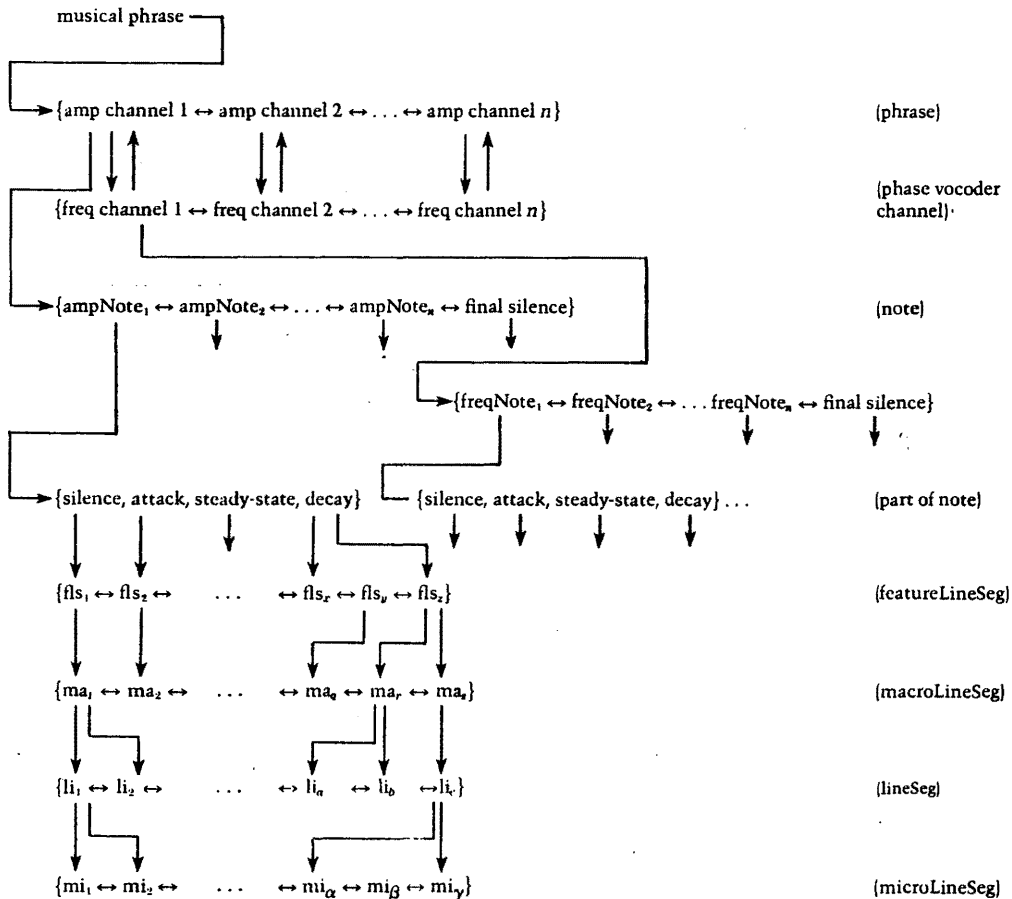 musical phrase
{amp channel 1 ↔ amp channel 2 ↔ . . . ↔ amp channel n} (phrase)
(phase vocoder
{freq channel 1 ↔ freq channel 2 ↔ . . . ↔ freq channel n} channel)
{ampNote₁ ↔ ampNote₂ ↔ . . . ↔ ampNoteₙ ↔ final silence} (note)
{freqNote₁ ↔ freqNote₂ ↔ . . . freqNoteₙ ↔ final silence}
{silence, attack, steady-state, decay} {silence, attack, steady-state, decay} . . . (part of note)
{fls₁ ↔ fls₂ ↔ . . . ↔ flsₓ ↔ fls_y ↔ fls_z} (featureLineSeg)
{ma₁ ↔ ma₂ ↔ . . . ↔ ma_q ↔ ma_r ↔ ma_s} (macroLineSeg)
{li₁ ↔ li₂ ↔ . . . ↔ li_a ↔ li_b ↔ li_c} (lineSeg)
{mi₁ ↔ mi₂ ↔ . . . ↔ mi_α ↔ mi_β ↔ mi_γ} (microLineSeg)